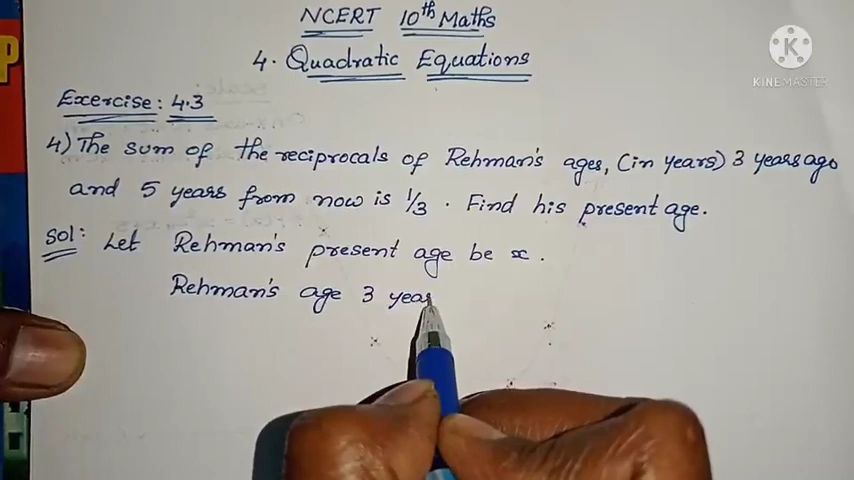 NCERT 10th Maths
4. Quadratic Equations
KINEMASTER
Exercise: 4.3
4) The sum of the reciprocals of Rehman's ages, (in years) 3 years ago
and 5 years from now is 1/3. Find his present age.
Sol: Let Rehman's present age be x.
Rehman's age 3 yea